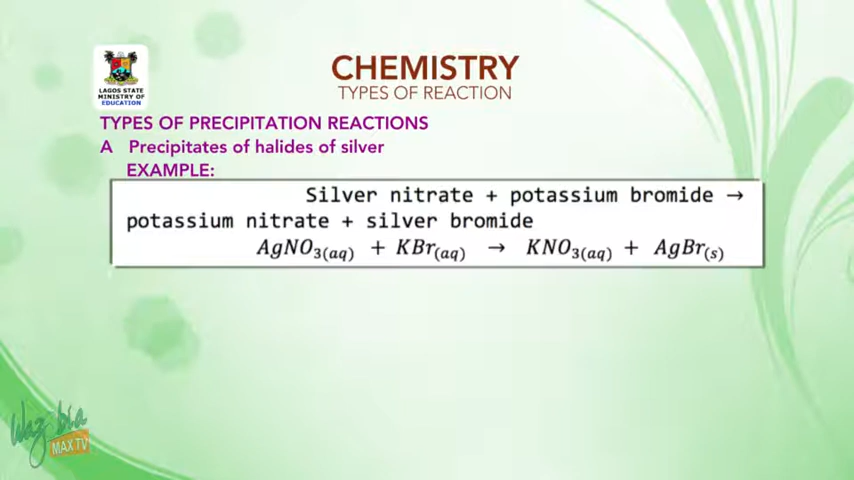 LAGOS STATE
MINISTRY OF
EDUCATION
CHEMISTRY
TYPES OF REACTION
TYPES OF PRECIPITATION REACTIONS
A Precipitates of halides of silver
EXAMPLE:
Silver nitrate + potassium bromide →
potassium nitrate + silver bromide
AgNO₃(aq) + KBr(aq) → KNO₃(aq) + AgBr(s)
Wazobia
MAX TV